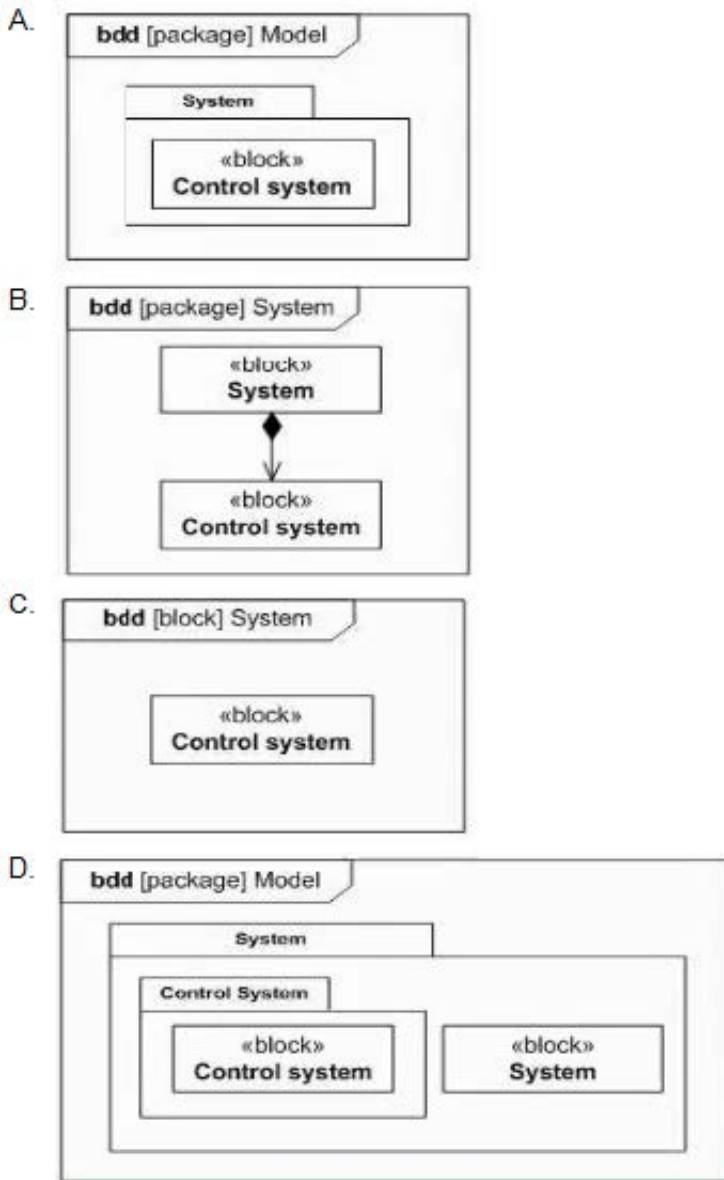 A.
bdd [package] Model
System
«block»
Control system
B.
bdd [package] System
«block»
System
«block»
Control system
C.
bdd [block] System
«block»
Control system
D.
bdd [package] Model
System
Control System
«block»
Control system
«block»
System